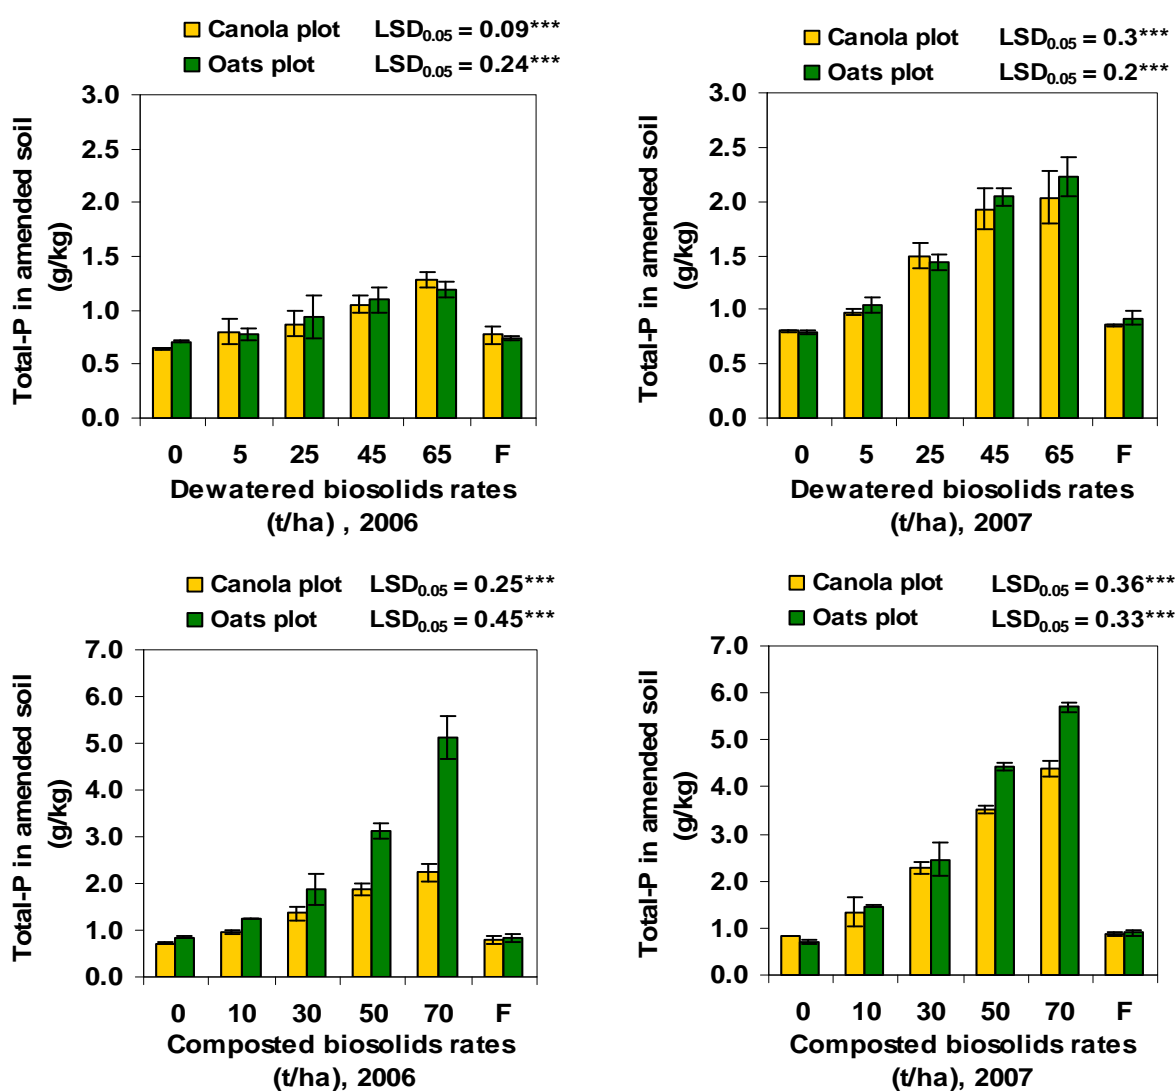 Canola plot LSD0.05 = 0.09***
Oats plot LSD0.05 = 0.24***
Total-P in amended soil
(g/kg)
3.0
2.5
2.0
1.5
1.0
0.5
0.0
0 5 25 45 65 F
Dewatered biosolids rates
(t/ha) , 2006
Canola plot LSD0.05 = 0.3***
Oats plot LSD0.05 = 0.2***
Total-P in amended soil
(g/kg)
3.0
2.5
2.0
1.5
1.0
0.5
0.0
0 5 25 45 65 F
Dewatered biosolids rates
(t/ha), 2007
Canola plot LSD0.05 = 0.25***
Oats plot LSD0.05 = 0.45***
Total-P in amended soil
(g/kg)
7.0
6.0
5.0
4.0
3.0
2.0
1.0
0.0
0 10 30 50 70 F
Composted biosolids rates
(t/ha), 2006
Canola plot LSD0.05 = 0.36***
Oats plot LSD0.05 = 0.33***
Total-P in amended soil
(g/kg)
7.0
6.0
5.0
4.0
3.0
2.0
1.0
0.0
0 10 30 50 70 F
Composted biosolids rates
(t/ha), 2007